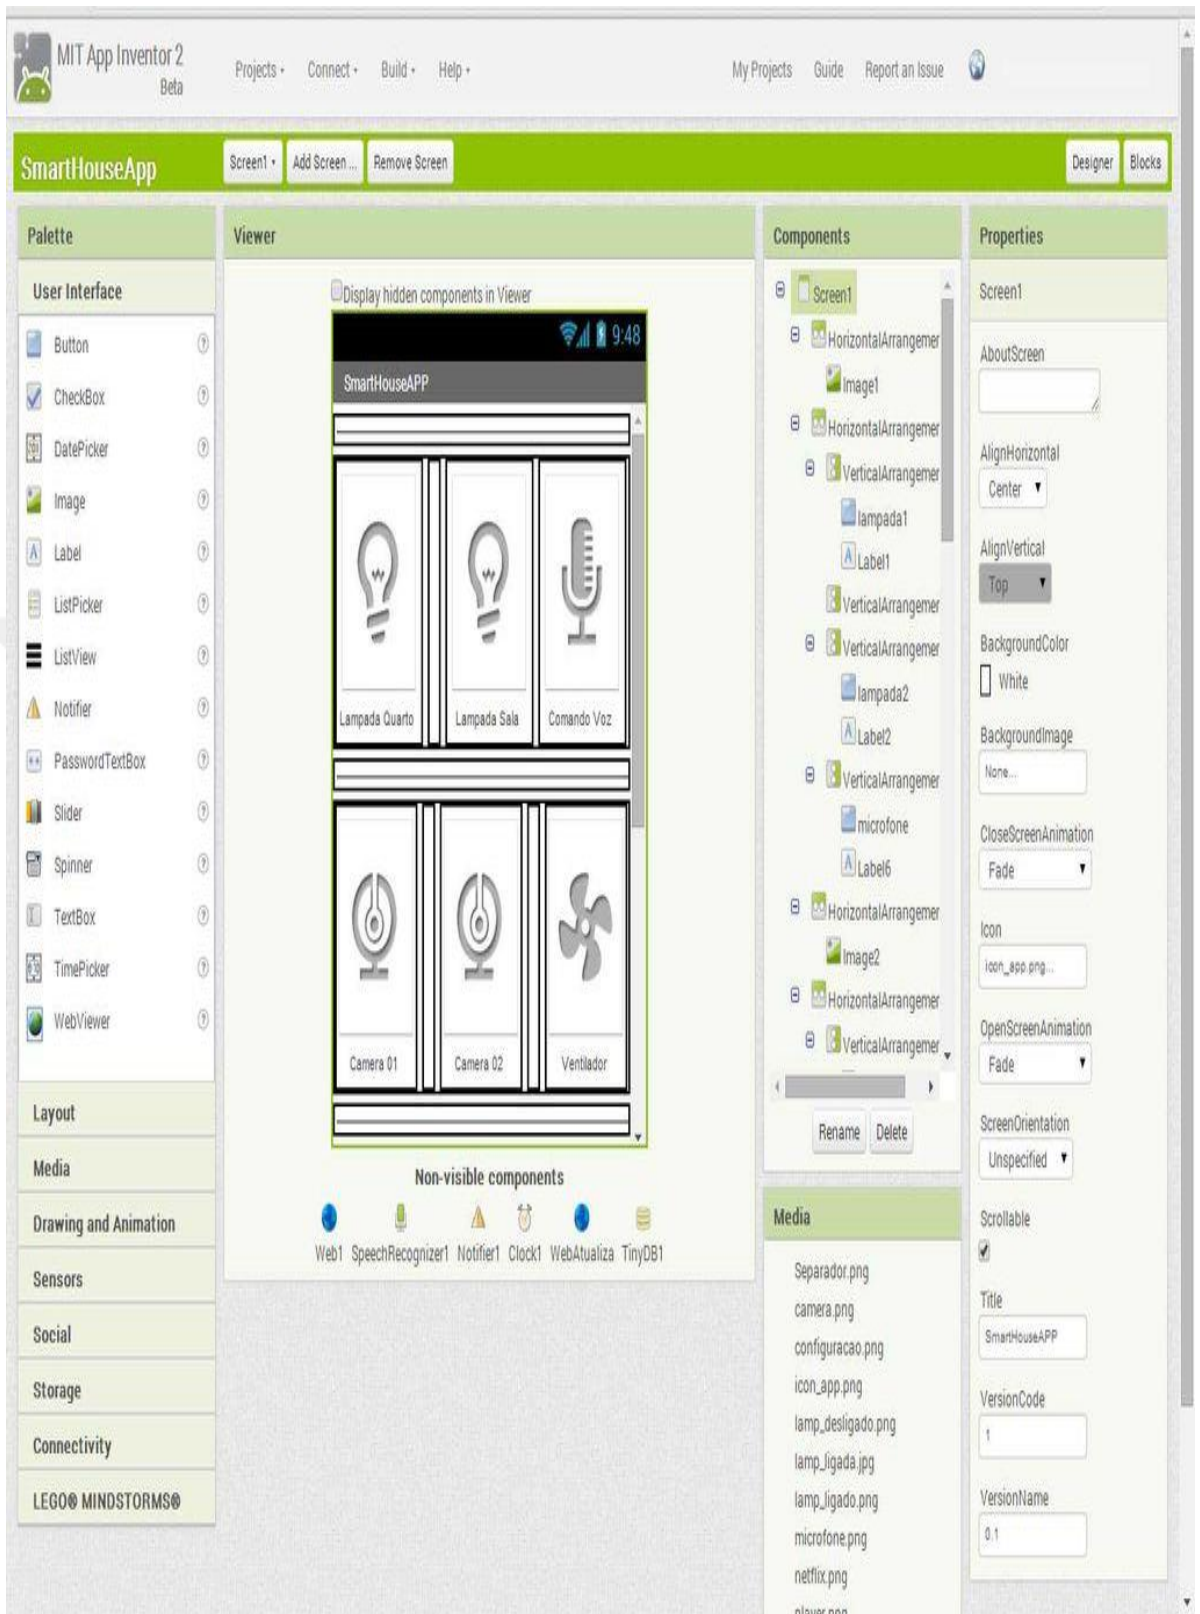 MIT App Inventor 2
Beta
Projects Connect Build Help
My Projects Guide Report an Issue
SmartHouseApp
Screen1 Add Screen ... Remove Screen
Designer Blocks
Palette
User Interface
Button
CheckBox
DatePicker
Image
Label
ListPicker
ListView
Notifier
PasswordTextBox
Slider
Spinner
TextBox
TimePicker
WebViewer
Layout
Media
Drawing and Animation
Sensors
Social
Storage
Connectivity
LEGO® MINDSTORMS®
Viewer
Display hidden components in Viewer
9:48
SmartHouseAPP
Lampada Quarto Lampada Sala Comando Voz
Camera 01 Camera 02 Ventilador
Non-visible components
Web1 SpeechRecognizer1 Notifier1 Clock1 WebAtualiza TinyDB1
Components
Screen1
HorizontalArrangemer
Image1
HorizontalArrangemer
VerticalArrangemer
lampada1
Label1
VerticalArrangemer
VerticalArrangemer
lampada2
Label2
VerticalArrangemer
microfone
Label6
HorizontalArrangemer
Image2
HorizontalArrangemer
VerticalArrangemer
Rename Delete
Media
Separador.png
camera.png
configuracao.png
icon_app.png
lamp_desligado.png
lamp_ligada.jpg
lamp_ligado.png
microfone.png
netflix.png
player.png
Properties
Screen1
AboutScreen
AlignHorizontal
Center
AlignVertical
Top
BackgroundColor
White
BackgroundImage
None...
CloseScreenAnimation
Fade
Icon
icon_app.png...
OpenScreenAnimation
Fade
ScreenOrientation
Unspecified
Scrollable
Title
SmartHouseAPP
VersionCode
1
VersionName
0.1